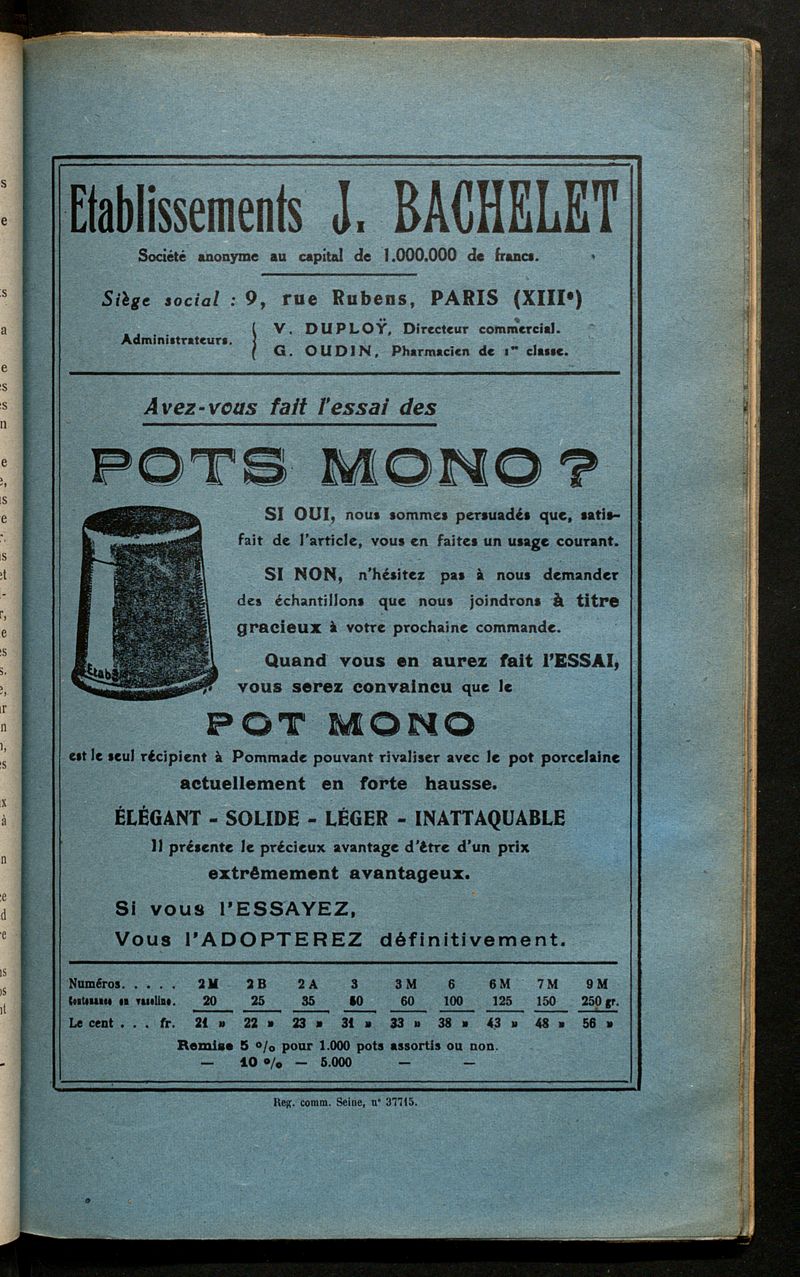 Etablissements J. BACHELET
Société anonyme au capital de 1.000.000 de francs.
Siège social : 9, rue Rubens, PARIS (XIIIe)
Administrateurs.
V. DUPLOŸ, Directeur commercial.
G. OUDIN, Pharmacien de 1re classe.
Avez-vous fait l'essai des
POTS MONO ?
SI OUI, nous sommes persuadés que, satis-
fait de l'article, vous en faites un usage courant.
SI NON, n'hésitez pas à nous demander
des échantillons que nous joindrons à titre
gracieux à votre prochaine commande.
Quand vous en aurez fait l'ESSAI,
vous serez convaincu que le
Etab
POT MONO
est le seul récipient à Pommade pouvant rivaliser avec le pot porcelaine
actuellement en forte hausse.
ÉLÉGANT - SOLIDE - LÉGER - INATTAQUABLE
Il présente le précieux avantage d'être d'un prix
extrêmement avantageux.
Si vous l'ESSAYEZ,
Vous l'ADOPTEREZ définitivement.
Numéros. . . . . 2 M 2 B 2 A 3 3 M 6 6 M 7 M 9 M
Contenance en vaseline. 20 25 35 50 60 100 125 150 250 gr.
Le cent . . . fr. 21 » 22 » 23 » 31 » 33 » 38 » 43 » 48 » 56 »
Remise 5 % pour 1.000 pots assortis ou non.
— 10 % — 5.000 — —
Reg. comm. Seine, n° 37715.